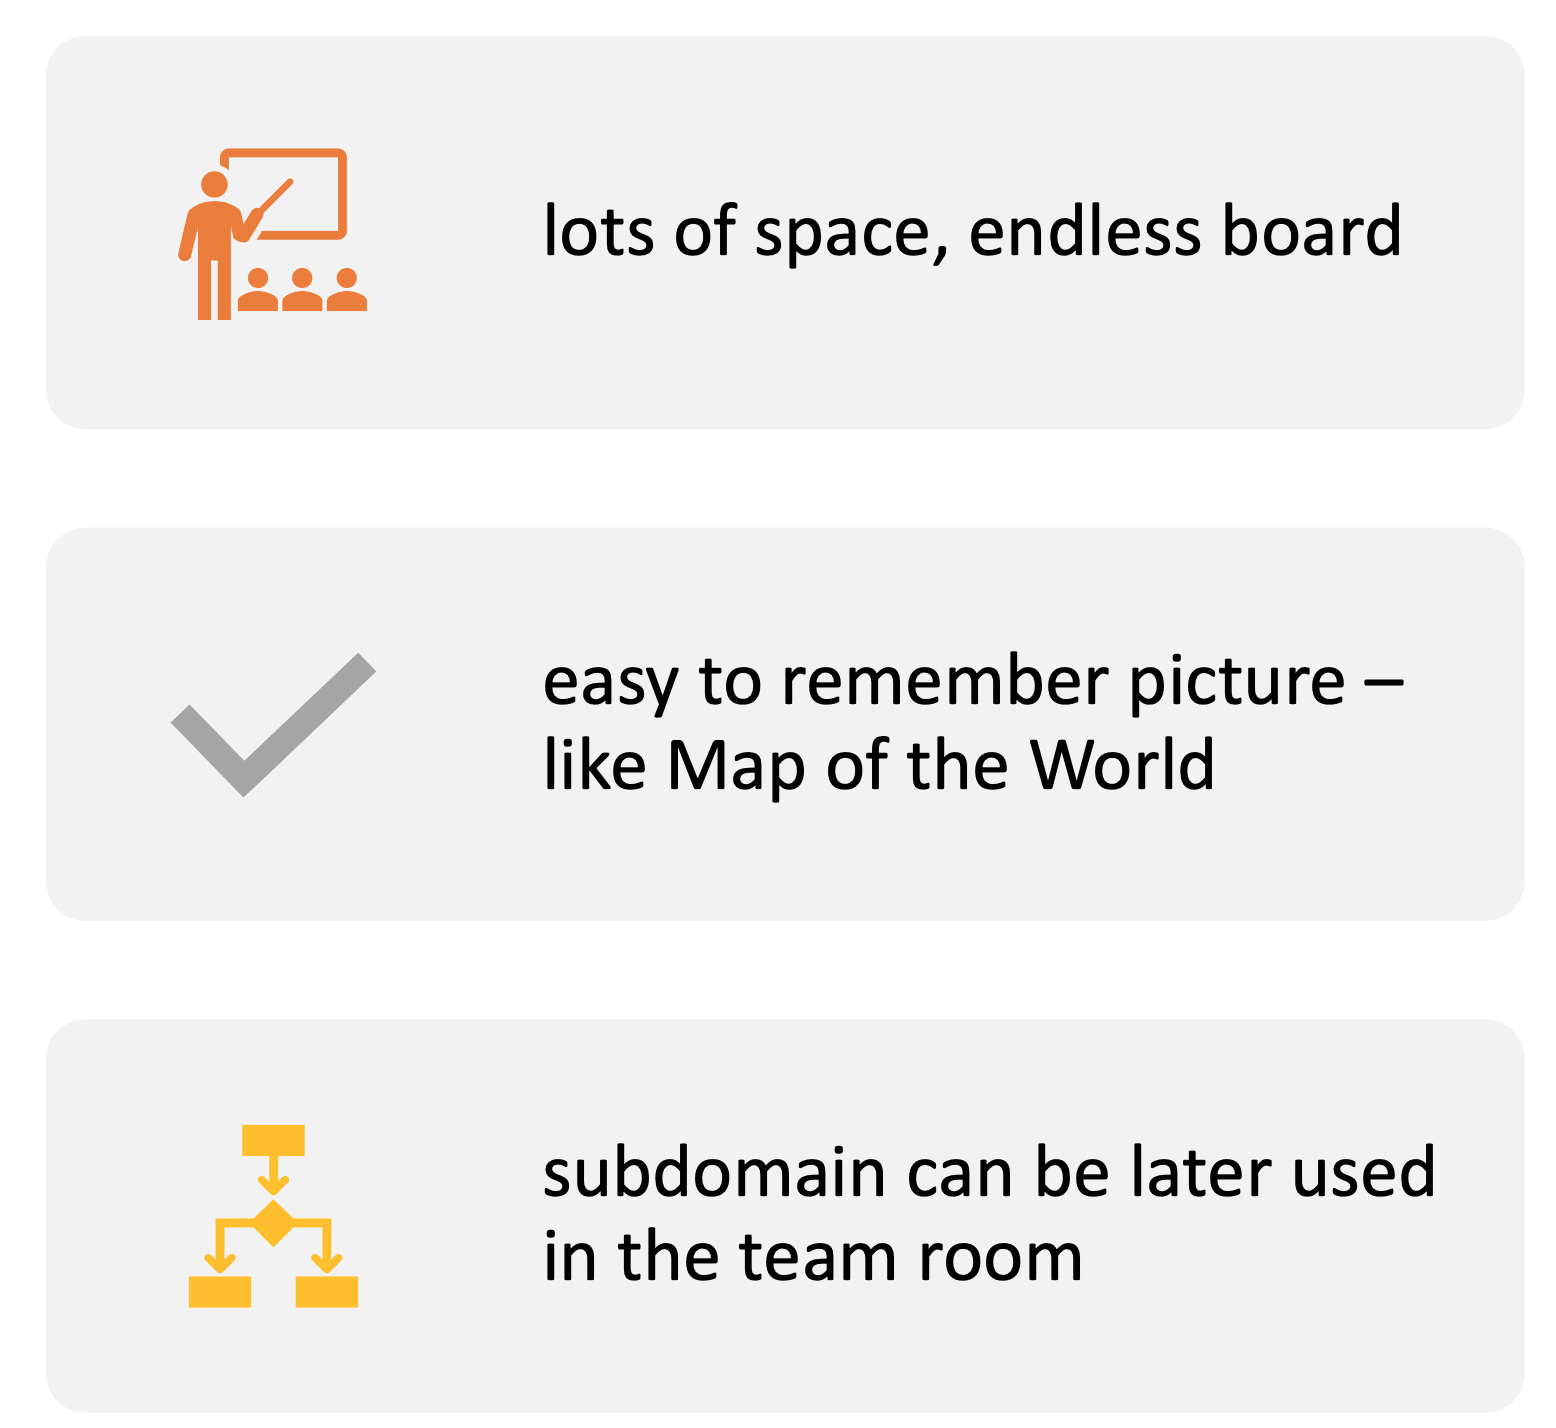 lots of space, endless board
easy to remember picture –
like Map of the World
subdomain can be later used
in the team room